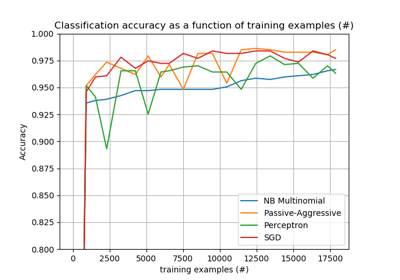 Classification accuracy as a function of training examples (#)
1.000
0.975
0.950
0.925
0.900
0.875
0.850
0.825
0.800
Accuracy
NB Multinomial
Passive-Aggressive
Perceptron
SGD
0 2500 5000 7500 10000 12500 15000 17500
training examples (#)